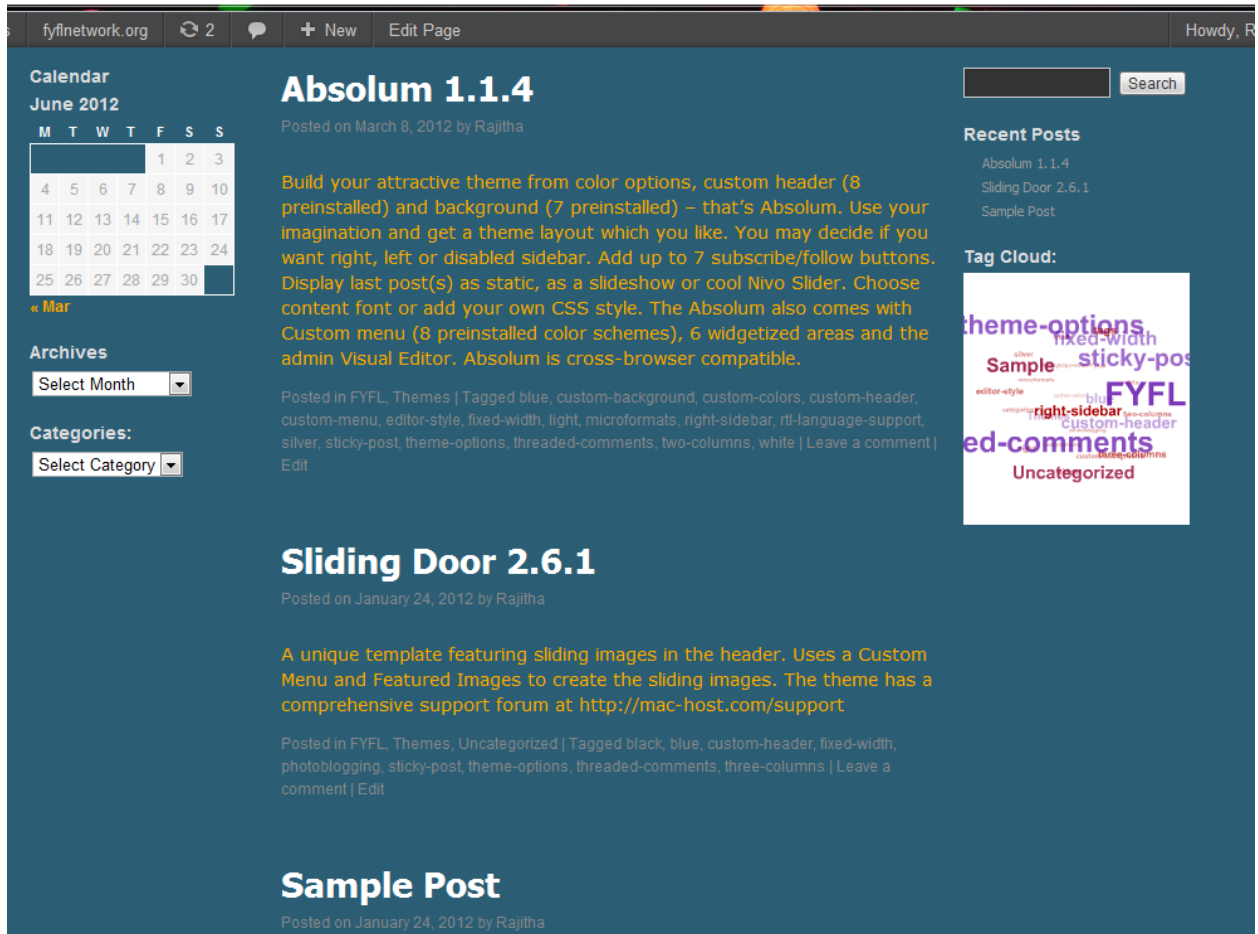 fyflnetwork.org 2 + New Edit Page Howdy, R
Calendar
June 2012
M T W T F S S
1 2 3
4 5 6 7 8 9 10
11 12 13 14 15 16 17
18 19 20 21 22 23 24
25 26 27 28 29 30
« Mar
Archives
Select Month
Categories:
Select Category
Absolum 1.1.4
Posted on March 8, 2012 by Rajitha
Build your attractive theme from color options, custom header (8
preinstalled) and background (7 preinstalled) – that's Absolum. Use your
imagination and get a theme layout which you like. You may decide if you
want right, left or disabled sidebar. Add up to 7 subscribe/follow buttons.
Display last post(s) as static, as a slideshow or cool Nivo Slider. Choose
content font or add your own CSS style. The Absolum also comes with
Custom menu (8 preinstalled color schemes), 6 widgetized areas and the
admin Visual Editor. Absolum is cross-browser compatible.
Posted in FYFL, Themes | Tagged blue, custom-background, custom-colors, custom-header,
custom-menu, editor-style, fixed-width, light, microformats, right-sidebar, rtl-language-support,
silver, sticky-post, theme-options, threaded-comments, two-columns, white | Leave a comment |
Edit
Sliding Door 2.6.1
Posted on January 24, 2012 by Rajitha
A unique template featuring sliding images in the header. Uses a Custom
Menu and Featured Images to create the sliding images. The theme has a
comprehensive support forum at http://mac-host.com/support
Posted in FYFL, Themes, Uncategorized | Tagged black, blue, custom-header, fixed-width,
photoblogging, sticky-post, theme-options, threaded-comments, three-columns | Leave a
comment | Edit
Sample Post
Posted on January 24, 2012 by Rajitha
Search
Recent Posts
Absolum 1.1.4
Sliding Door 2.6.1
Sample Post
Tag Cloud:
theme-options
tags
fixed-width
silver
Sample sticky-pos
microformats
editor-style
blue FYFL
categories right-sidebar two-columns
Themes custom-header
ed-comments
three-columns
Uncategorized